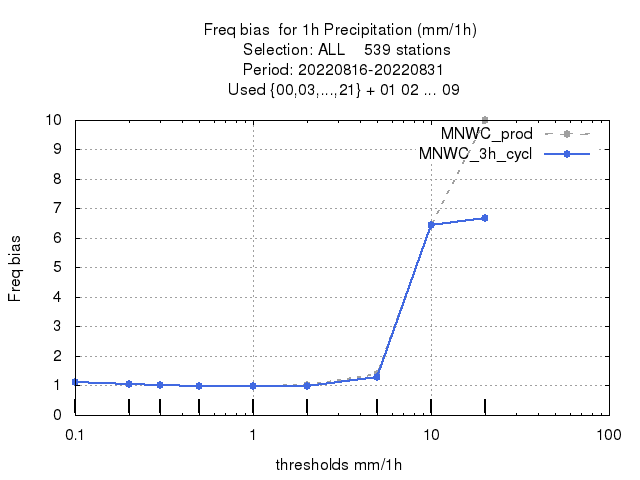 Freq bias  for 1h Precipitation (mm/1h)
Selection: ALL    539 stations
Period: 20220816-20220831
Used {00,03,...,21} + 01 02 ... 09
MNWC_prod
MNWC_3h_cycl
Freq bias
10
9
8
7
6
5
4
3
2
1
0
0.1 1 10 100
thresholds mm/1h